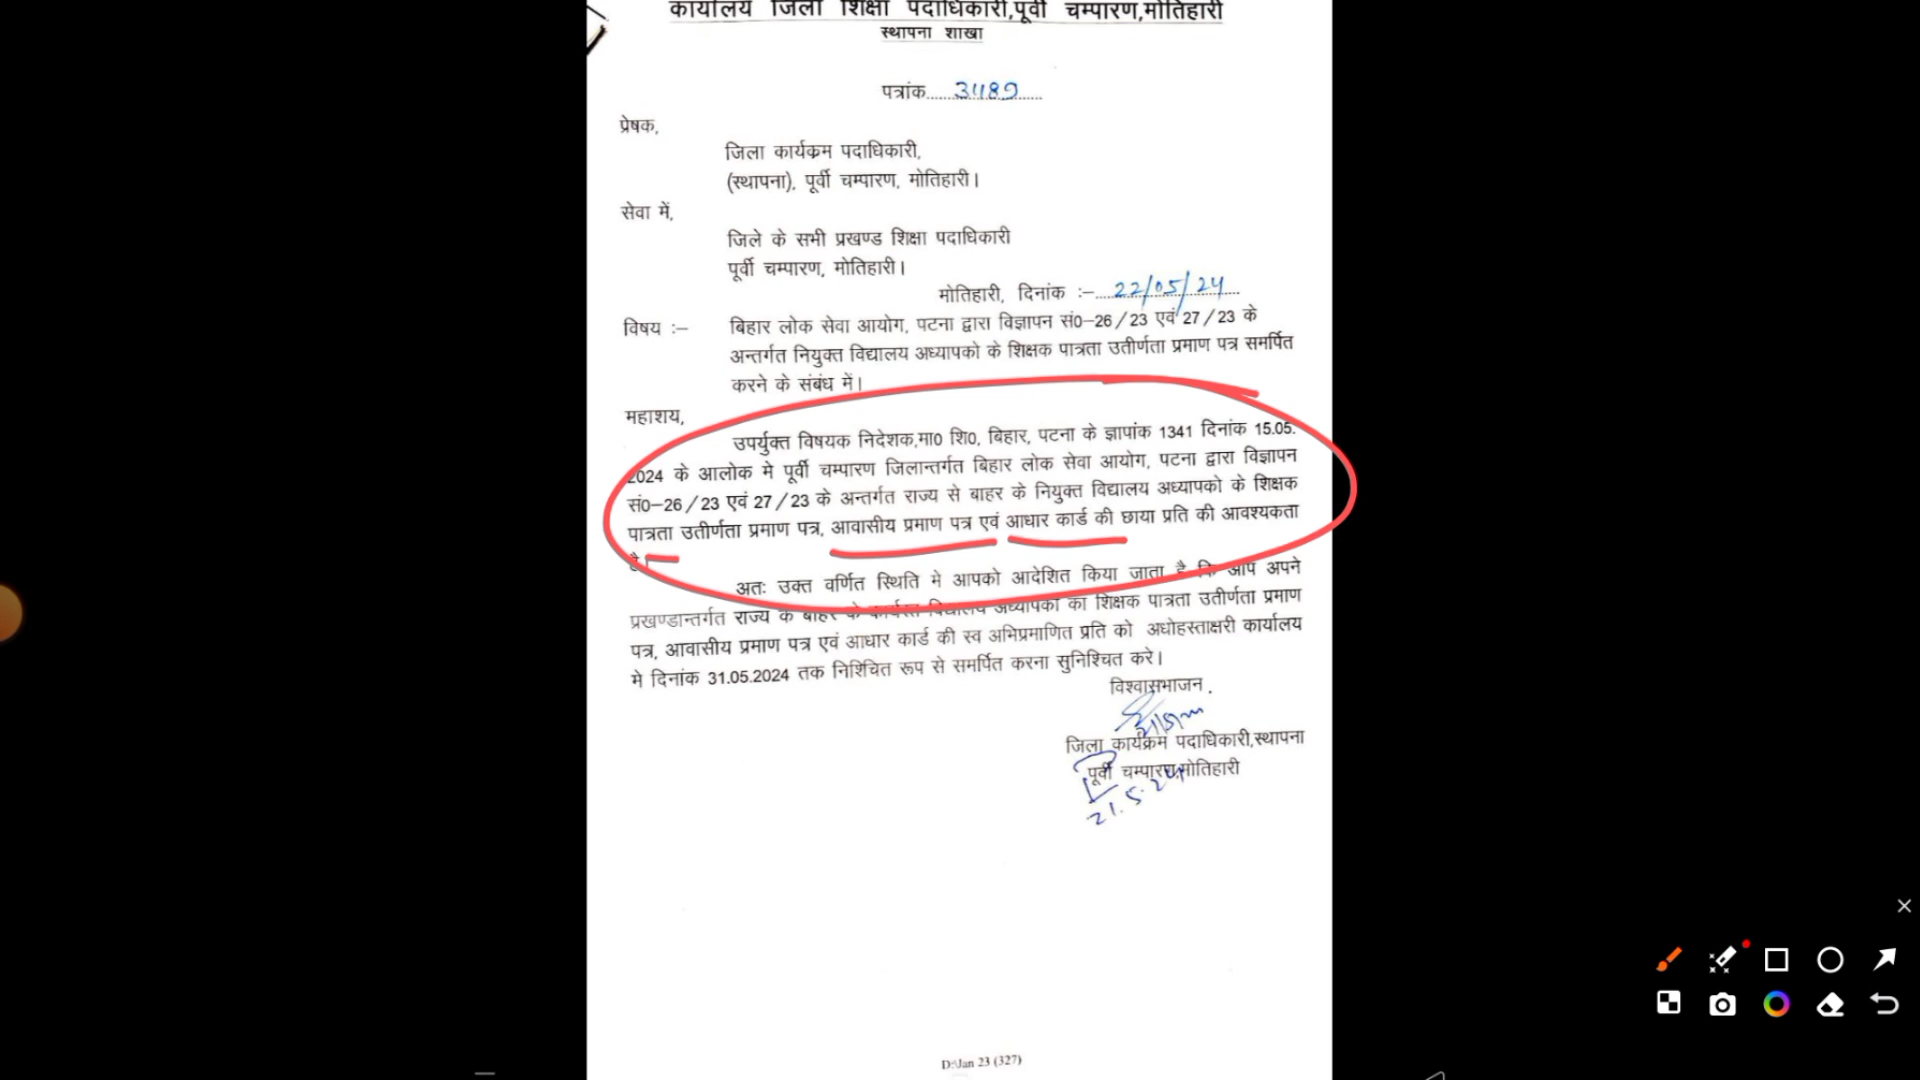 कार्यालय जिला शिक्षा पदाधिकारी,पूर्वी चम्पारण,मोतिहारी
स्थापना शाखा
पत्रांक......3489......
प्रेषक,
जिला कार्यक्रम पदाधिकारी,
(स्थापना), पूर्वी चम्पारण, मोतिहारी।
सेवा में,
जिले के सभी प्रखण्ड शिक्षा पदाधिकारी
पूर्वी चम्पारण, मोतिहारी।
मोतिहारी, दिनांक :–...22/05/24...
विषय :– बिहार लोक सेवा आयोग, पटना द्वारा विज्ञापन सं0–26/23 एवं 27/23 के
अन्तर्गत नियुक्त विद्यालय अध्यापको के शिक्षक पात्रता उतीर्णता प्रमाण पत्र समर्पित
करने के संबंध में।
महाशय,
उपर्युक्त विषयक निदेशक,मा0 शि0, बिहार, पटना के ज्ञापांक 1341 दिनांक 15.05.
2024 के आलोक मे पूर्वी चम्पारण जिलान्तर्गत बिहार लोक सेवा आयोग, पटना द्वारा विज्ञापन
सं0–26/23 एवं 27/23 के अन्तर्गत राज्य से बाहर के नियुक्त विद्यालय अध्यापको के शिक्षक
पात्रता उतीर्णता प्रमाण पत्र, आवासीय प्रमाण पत्र एवं आधार कार्ड की छाया प्रति की आवश्यकता
है।
अतः उक्त वर्णित स्थिति मे आपको आदेशित किया जाता है कि आप अपने
प्रखण्डान्तर्गत राज्य के बाहर के कार्यरत विद्यालय अध्यापको का शिक्षक पात्रता उतीर्णता प्रमाण
पत्र, आवासीय प्रमाण पत्र एवं आधार कार्ड की स्व अभिप्रमाणित प्रति को अधोहस्ताक्षरी कार्यालय
मे दिनांक 31.05.2024 तक निश्चित रूप से समर्पित करना सुनिश्चित करे।
विश्वासभाजन
जिला कार्यक्रम पदाधिकारी,स्थापना
पूर्वी चम्पारण,मोतिहारी
21.5.24
D:\Jan 23 (327)